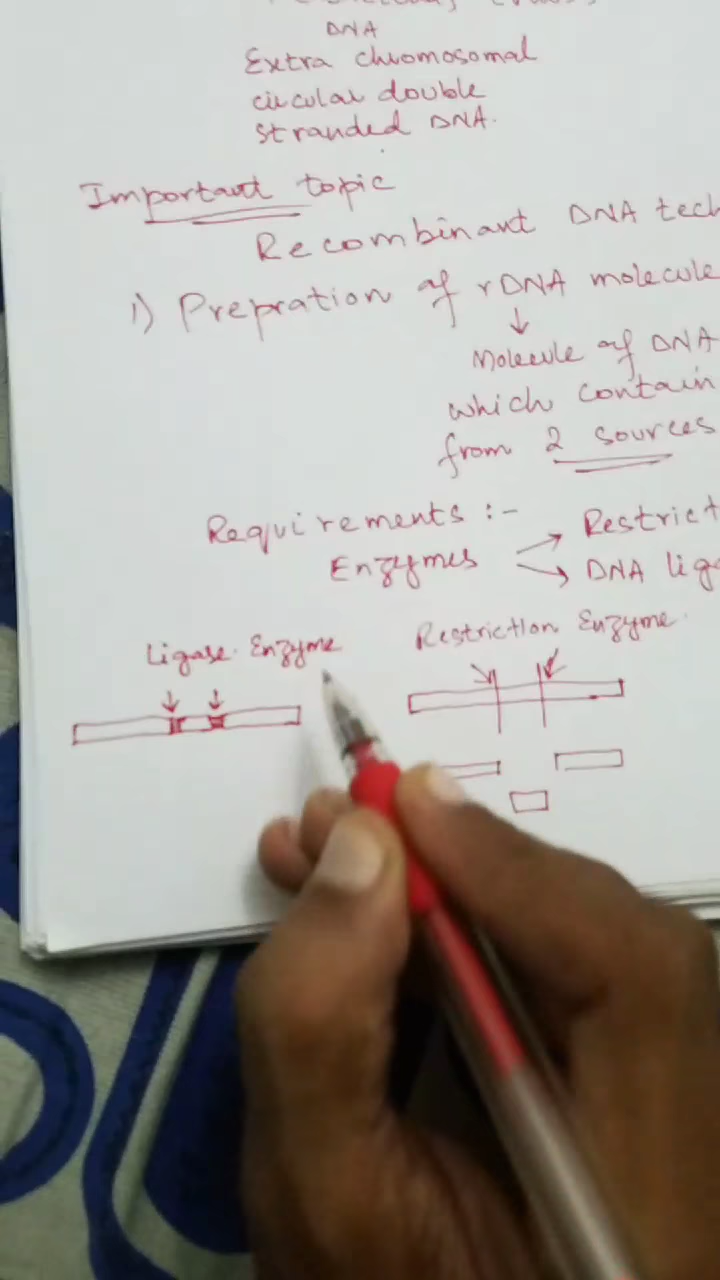 DNA
Extra chromosomal
circular double
stranded DNA.
Important topic
Recombinant DNA tech
1) Prepration of rDNA molecule
Molecule of DNA
which contain
from 2 sources
Requirements :-
Enzymes
Restrict
DNA lig
Ligase Enzyme
Restriction Enzyme